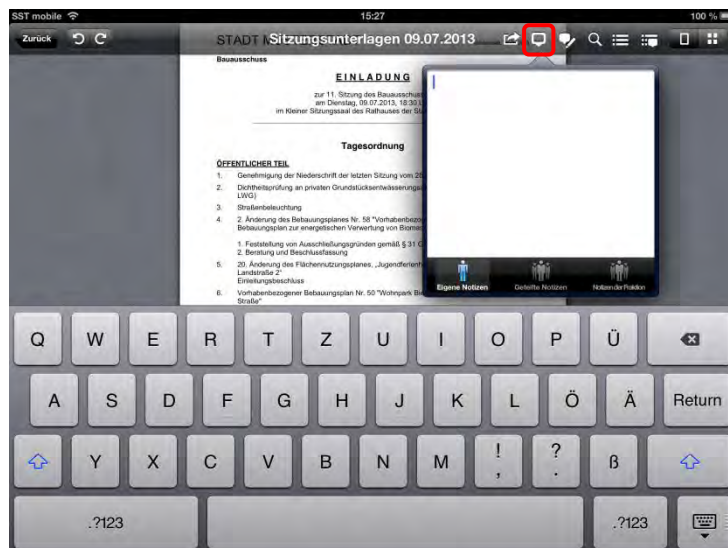 SST mobile 15:27 100 %
Zurück Sitzungsunterlagen 09.07.2013
STADT
Bauausschuss
EINLADUNG
zur 11. Sitzung des Bauausschus
am Dienstag, 09.07.2013, 18:30
im Kleiner Sitzungssaal des Rathauses der
Tagesordnung
ÖFFENTLICHER TEIL
1. Genehmigung der Niederschrift der letzten Sitzung vom
2. Dichtheitsprüfung an privaten Grundstücksentwässerungs
LWG)
3. Straßenbeleuchtung
4. 2. Änderung des Bebauungsplanes Nr. 58 "Vorhabenbezo
Bebauungsplan zur energetischen Verwertung von Biomas
1. Feststellung von Ausschließungsgründen gemäß § 31
2. Beratung und Beschlussfassung
5. 20. Änderung des Flächennutzungsplanes, „Jugendferien
Landstraße 2"
Einleitungsbeschluss
6. Vorhabenbezogener Bebauungsplan Nr. 50 "Wohnpark
Straße"
Eigene Notizen Geteilte Notizen Notizen der Fraktion
Q W E R T Z U I O P Ü
A S D F G H J K L Ö Ä Return
Y X C V B N M ! , ? . ß
.?123 .?123